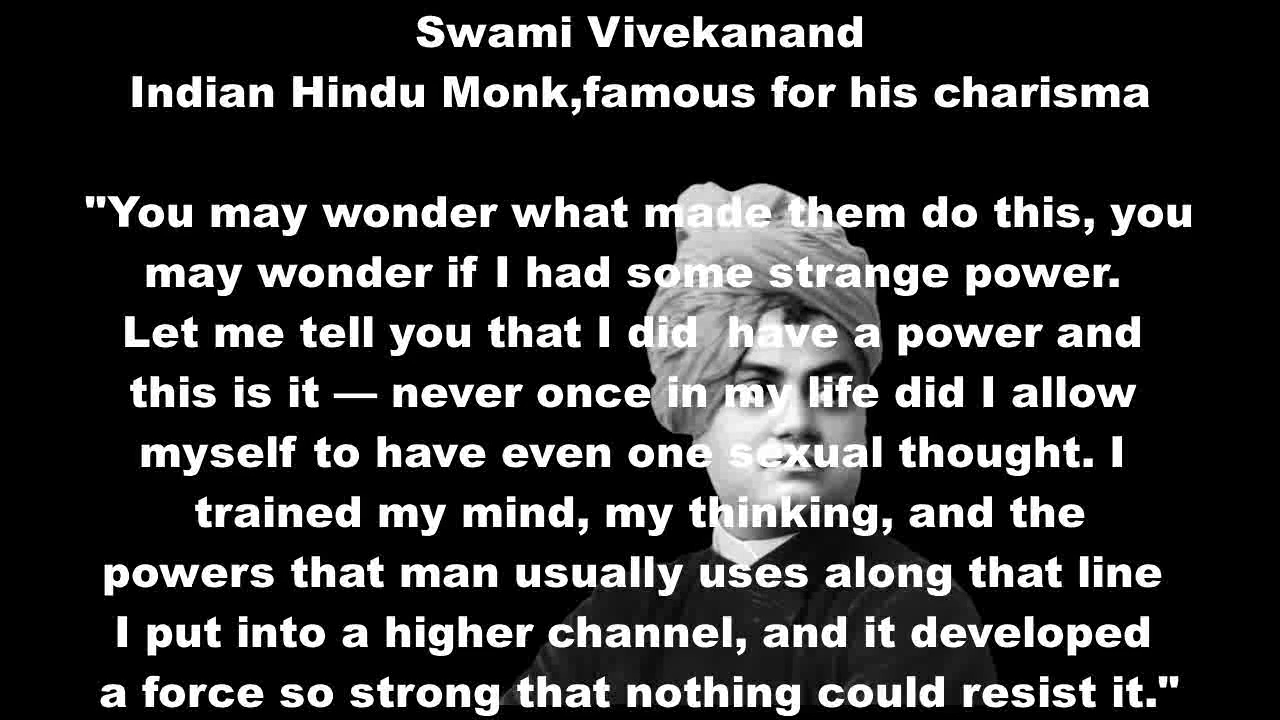 Swami Vivekanand
Indian Hindu Monk,famous for his charisma
"You may wonder what made them do this, you
may wonder if I had some strange power.
Let me tell you that I did  have a power and
this is it — never once in my life did I allow
myself to have even one sexual thought. I
trained my mind, my thinking, and the
powers that man usually uses along that line
I put into a higher channel, and it developed
a force so strong that nothing could resist it."